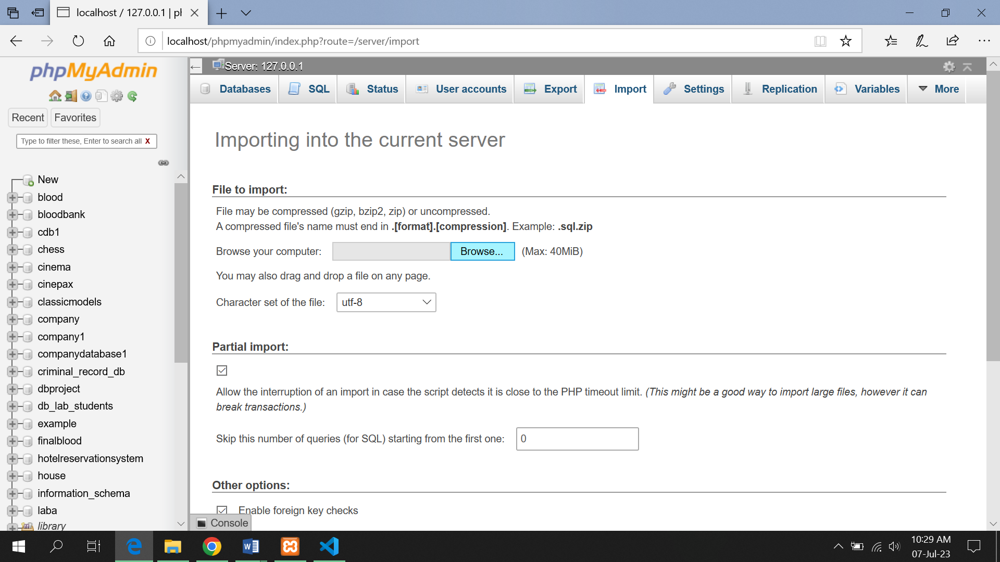 localhost / 127.0.0.1 | pl
localhost/phpmyadmin/index.php?route=/server/import
phpMyAdmin
Recent
Favorites
Type to filter these, Enter to search all X
New
blood
bloodbank
cdb1
chess
cinema
cinepax
classicmodels
company
company1
companydatabase1
criminal_record_db
dbproject
db_lab_students
example
finalblood
hotelreservationsystem
house
information_schema
laba
library
Server: 127.0.0.1
Databases
SQL
Status
User accounts
Export
Import
Settings
Replication
Variables
More
Importing into the current server
File to import:
File may be compressed (gzip, bzip2, zip) or uncompressed.
A compressed file's name must end in .[format].[compression]. Example: .sql.zip
Browse your computer: Browse... (Max: 40MiB)
You may also drag and drop a file on any page.
Character set of the file: utf-8
Partial import:
Allow the interruption of an import in case the script detects it is close to the PHP timeout limit. (This might be a good way to import large files, however it can
break transactions.)
Skip this number of queries (for SQL) starting from the first one: 0
Other options:
Enable foreign key checks
Console
10:29 AM
07-Jul-23